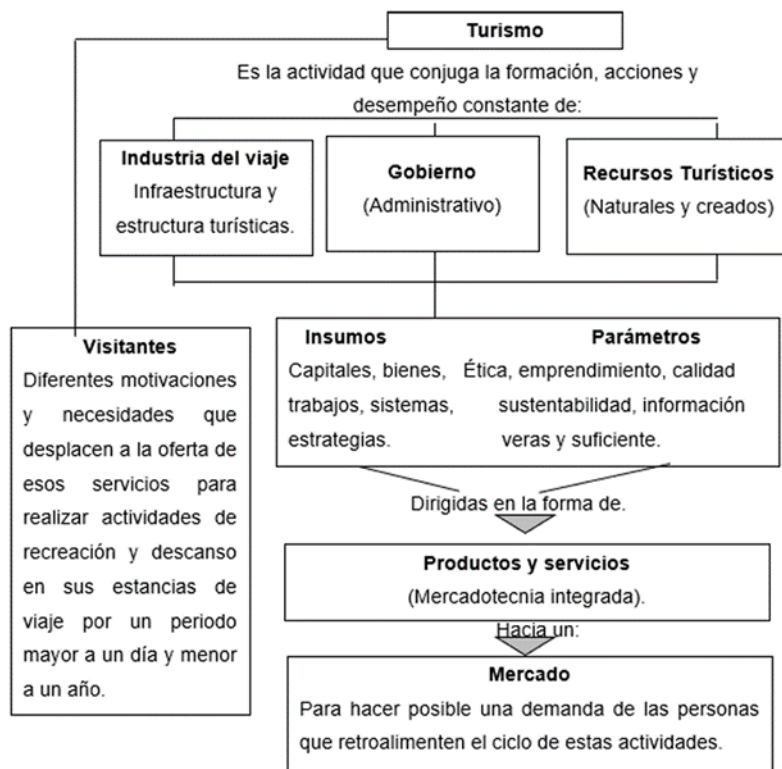 Turismo
Es la actividad que conjuga la formación, acciones y
desempeño constante de:
Industria del viaje
Infraestructura y
estructura turísticas.
Gobierno
(Administrativo)
Recursos Turísticos
(Naturales y creados)
Visitantes
Diferentes motivaciones
y necesidades que
desplacen a la oferta de
esos servicios para
realizar actividades de
recreación y descanso
en sus estancias de
viaje por un periodo
mayor a un día y menor
a un año.
Insumos Parámetros
Capitales, bienes, Ética, emprendimiento, calidad
trabajos, sistemas, sustentabilidad, información
estrategias. veras y suficiente.
Dirigidas en la forma de.
Productos y servicios
(Mercadotecnia integrada).
Hacia un:
Mercado
Para hacer posible una demanda de las personas
que retroalimenten el ciclo de estas actividades.